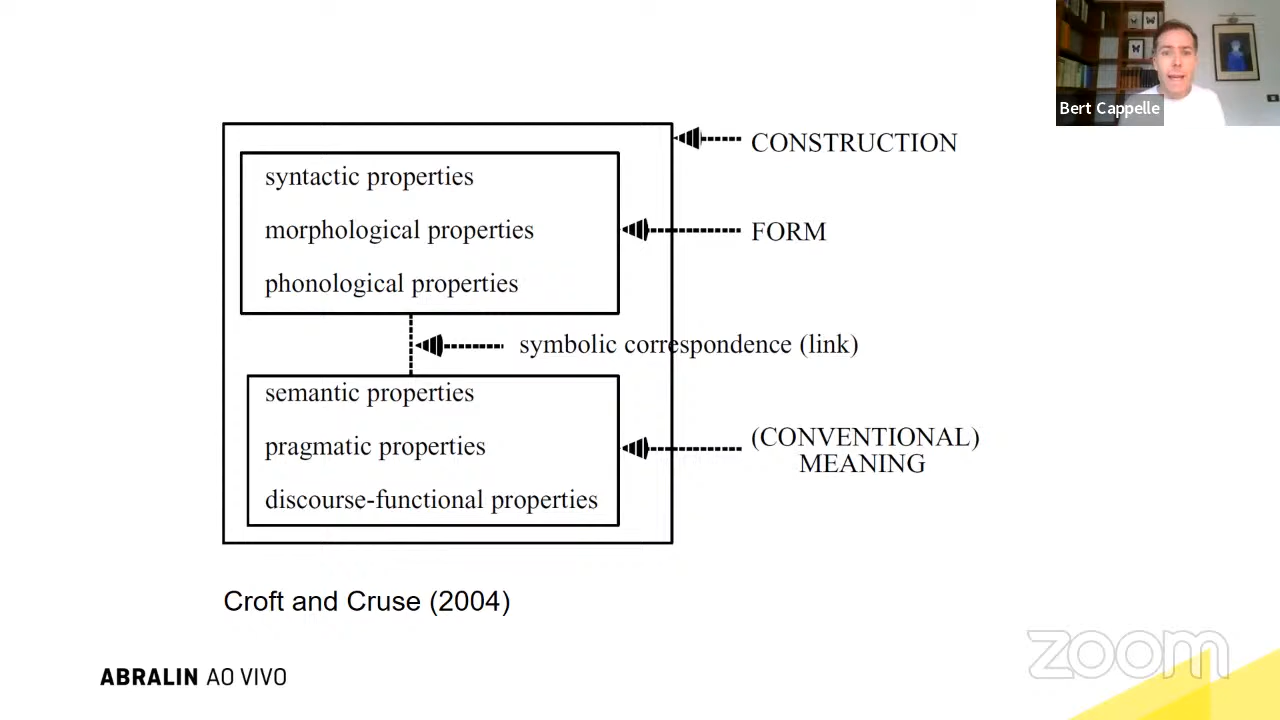 Bert Cappelle
CONSTRUCTION
syntactic properties
morphological properties
FORM
phonological properties
symbolic correspondence (link)
semantic properties
pragmatic properties
(CONVENTIONAL)
MEANING
discourse-functional properties
Croft and Cruse (2004)
ABRALIN AO VIVO
zoom